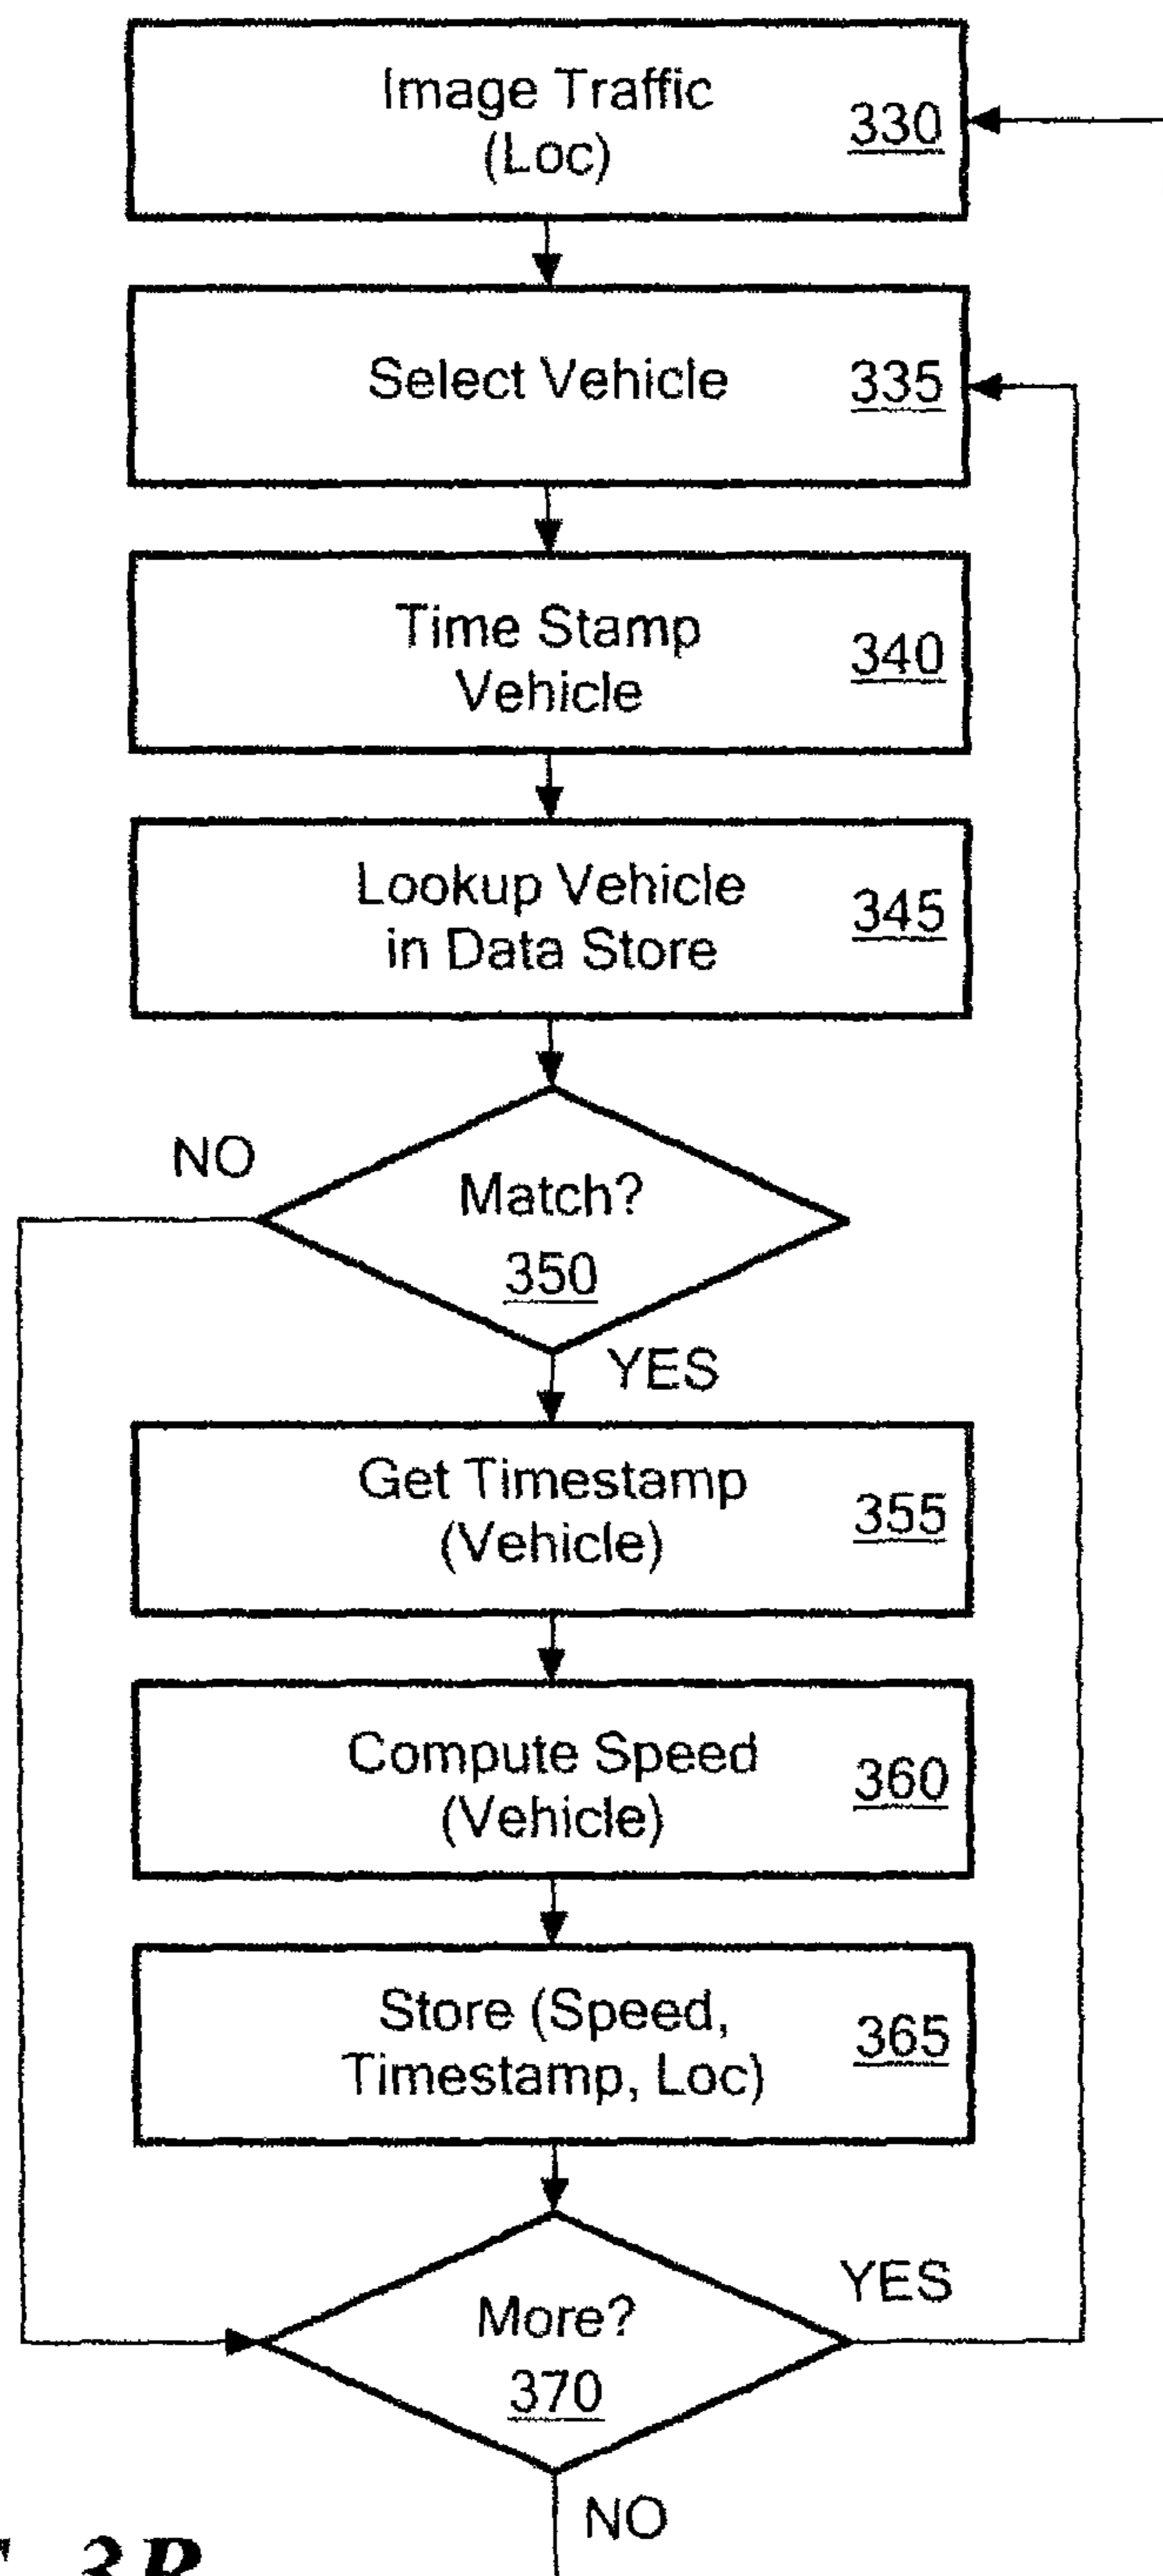 Image Traffic
(Loc)
330
Select Vehicle
335
Time Stamp
Vehicle
340
Lookup Vehicle
in Data Store
345
NO
Match?
350
YES
Get Timestamp
(Vehicle)
355
Compute Speed
(Vehicle)
360
Store (Speed,
Timestamp, Loc)
365
YES
More?
370
NO
3B